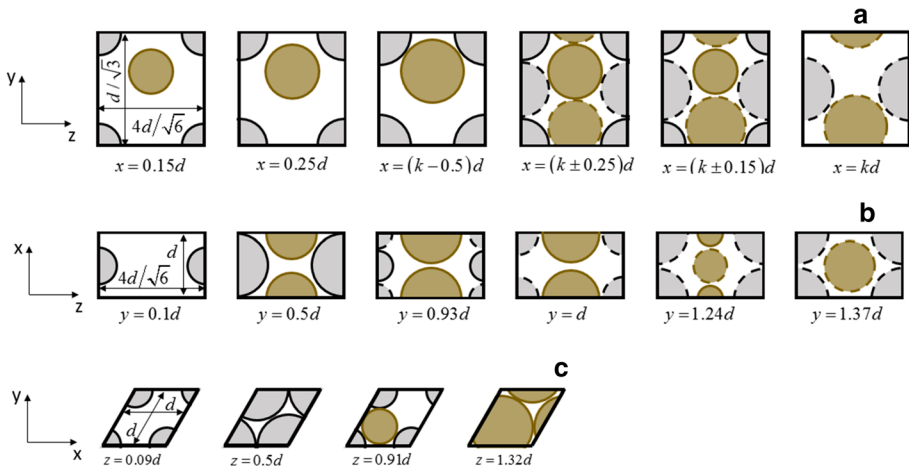 a
y
z
d/√3
4d/√6
x = 0.15d
x = 0.25d
x = (k − 0.5)d
x = (k ± 0.25)d
x = (k ± 0.15)d
x = kd
b
x
z
d
4d/√6
y = 0.1d
y = 0.5d
y = 0.93d
y = d
y = 1.24d
y = 1.37d
c
y
x
d
d
z = 0.09d
z = 0.5d
z = 0.91d
z = 1.32d